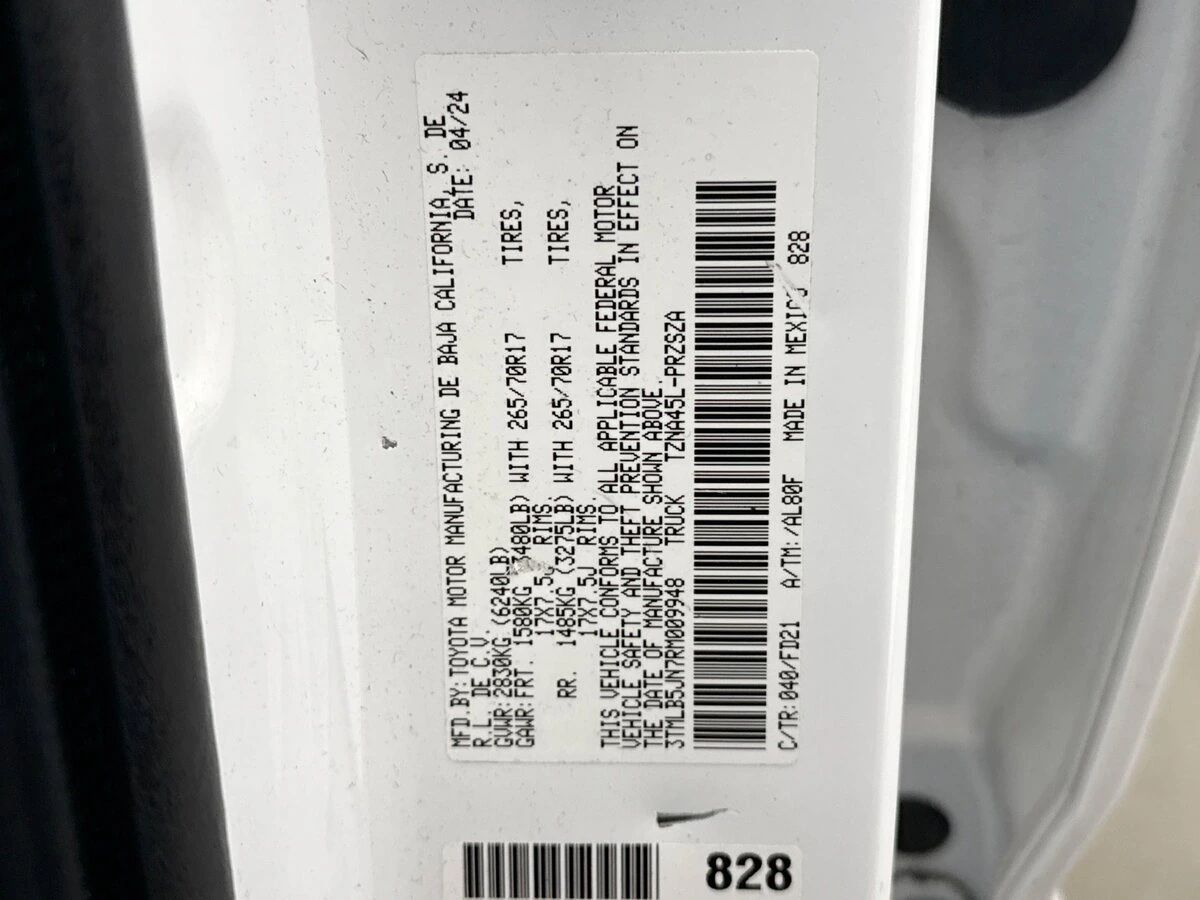 MFD.BY:TOYOTA MOTOR MANUFACTURING DE BAJA CALIFORNIA, S. DE
R.L. DE C.V. DATE: 04/24
GVWR:2830KG (6240LB)
GAWR:FRT. 1580KG (3480LB) WITH 265/70R17 TIRES,
17X7.5J RIMS
RR. 1485KG (3275LB) WITH 265/70R17 TIRES,
17X7.5J RIMS
THIS VEHICLE CONFORMS TO ALL APPLICABLE FEDERAL MOTOR
VEHICLE SAFETY AND THEFT PREVENTION STANDARDS IN EFFECT ON
THE DATE OF MANUFACTURE SHOWN ABOVE.
3TMLB5JN7RM009948 TRUCK TZNA45L-PRZSZA
C/TR:040/FD21 A/TM:/AL80F MADE IN MEXICO 828
828